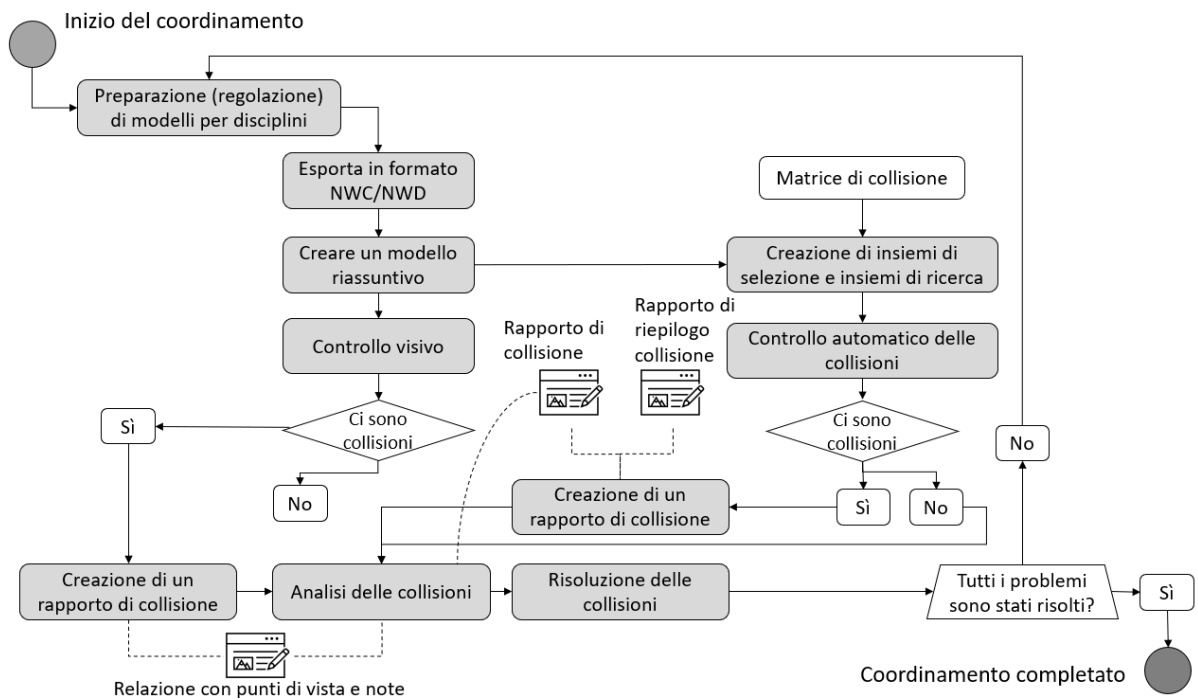 Inizio del coordinamento
Preparazione (regolazione)
di modelli per disciplini
Esporta in formato
NWC/NWD
Matrice di collisione
Creare un modello
riassuntivo
Creazione di insiemi di
selezione e insiemi di ricerca
Rapporto di
collisione
Rapporto di
riepilogo
collisione
Controllo visivo
Controllo automatico delle
collisioni
Sì
Ci sono
collisioni
Ci sono
collisioni
No
No
Creazione di un
rapporto di collisione
Sì
No
Creazione di un
rapporto di collisione
Analisi delle collisioni
Risoluzione delle
collisioni
Tutti i problemi
sono stati risolti?
Sì
Relazione con punti di vista e note
Coordinamento completato